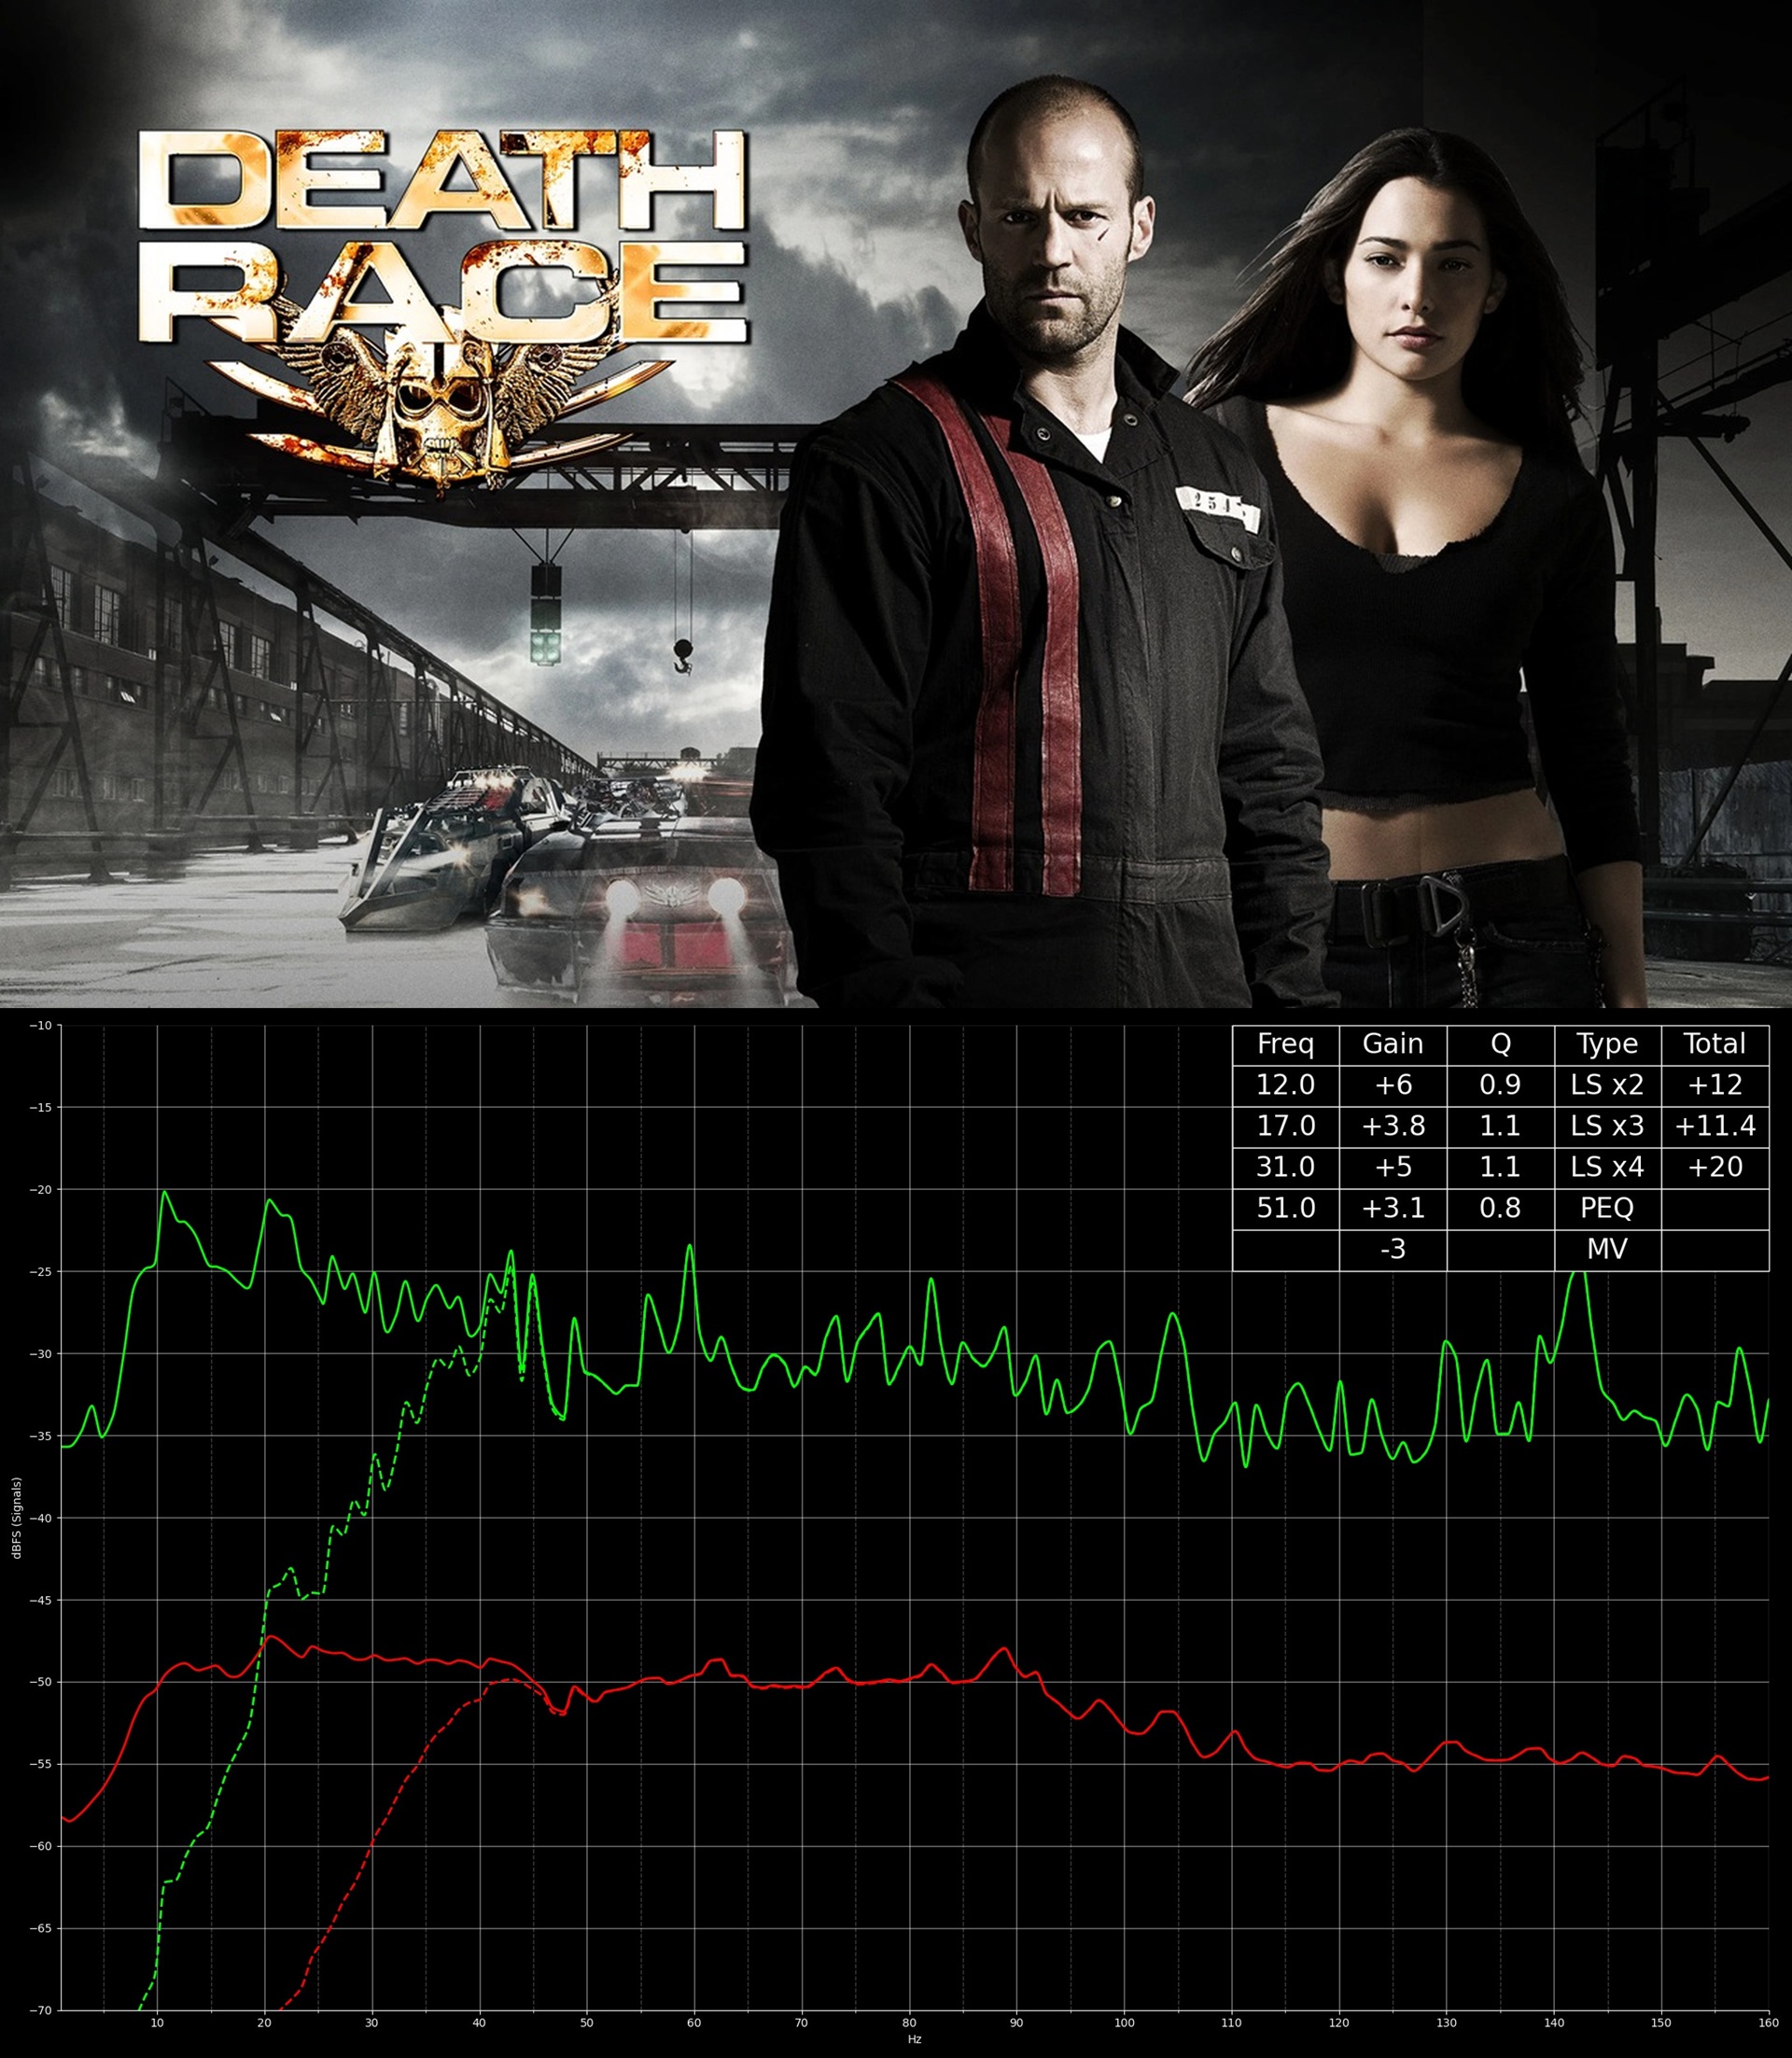 DEATH
RACE
254
Freq Gain Q Type Total
12.0 +6 0.9 LS x2 +12
17.0 +3.8 1.1 LS x3 +11.4
31.0 +5 1.1 LS x4 +20
51.0 +3.1 0.8 PEQ
-3 MV
−10
−15
−20
−25
−30
−35
−40
−45
−50
−55
−60
−65
−70
dBFS (Signals)
10 20 30 40 50 60 70 80 90 100 110 120 130 140 150 160
Hz